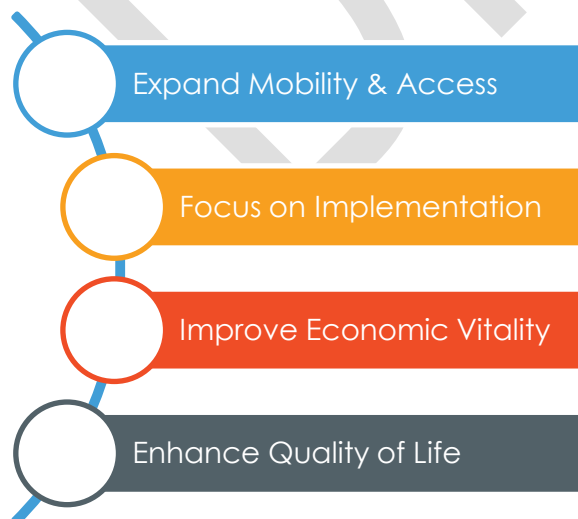 Expand Mobility & Access
Focus on Implementation
Improve Economic Vitality
Enhance Quality of Life